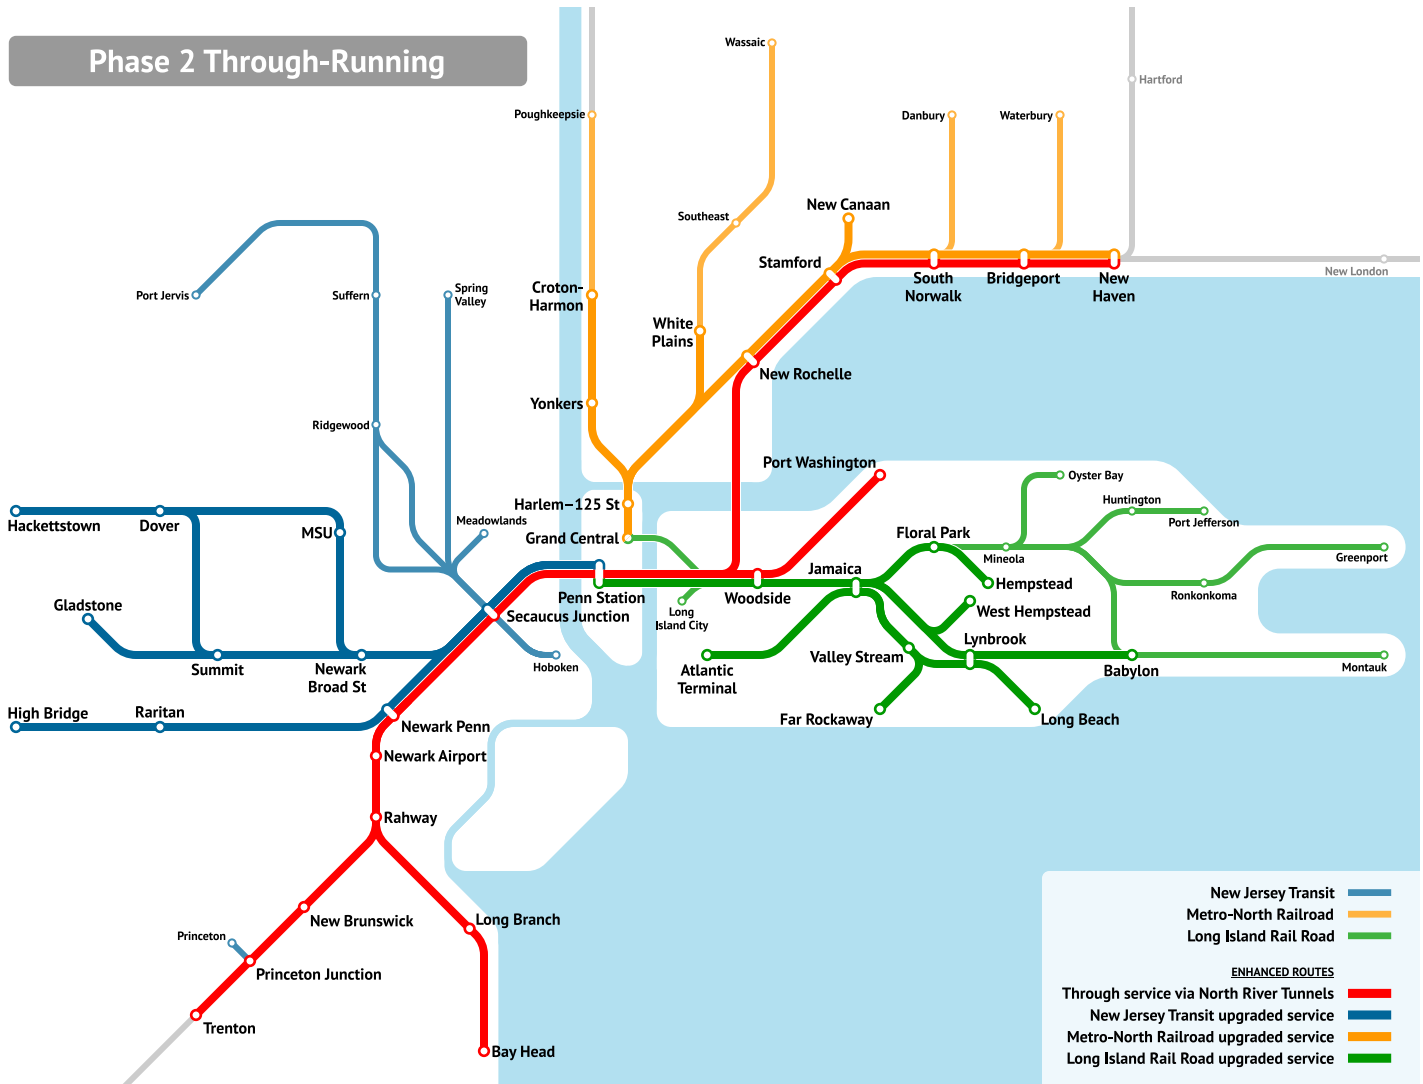 Phase 2 Through-Running
Wassaic
Hartford
Poughkeepsie
Danbury
Waterbury
New Canaan
Southeast
Stamford
South
Norwalk
Bridgeport
New
Haven
New London
Port Jervis
Suffern
Spring
Valley
Croton-
Harmon
White
Plains
New Rochelle
Yonkers
Ridgewood
Port Washington
Oyster Bay
Huntington
Port Jefferson
Harlem–125 St
Grand Central
Meadowlands
Hackettstown
Dover
MSU
Floral Park
Mineola
Greenport
Jamaica
Hempstead
Ronkonkoma
Penn Station
Woodside
Long
Island City
West Hempstead
Gladstone
Secaucus Junction
Lynbrook
Summit
Newark
Broad St
Hoboken
Atlantic
Terminal
Valley Stream
Babylon
Montauk
High Bridge
Raritan
Newark Penn
Far Rockaway
Long Beach
Newark Airport
Rahway
New Brunswick
Long Branch
Princeton
Princeton Junction
Trenton
Bay Head
New Jersey Transit
Metro-North Railroad
Long Island Rail Road
ENHANCED ROUTES
Through service via North River Tunnels
New Jersey Transit upgraded service
Metro-North Railroad upgraded service
Long Island Rail Road upgraded service